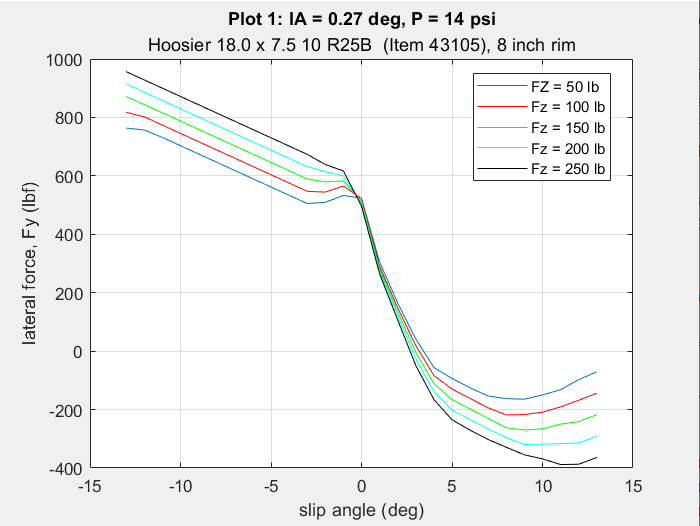 Plot 1: IA = 0.27 deg, P = 14 psi
Hoosier 18.0 x 7.5 10 R25B  (Item 43105), 8 inch rim
1000
800
600
400
200
0
-200
-400
lateral force, Fy (lbf)
FZ = 50 lb
Fz = 100 lb
Fz = 150 lb
Fz = 200 lb
Fz = 250 lb
-15 -10 -5 0 5 10 15
slip angle (deg)